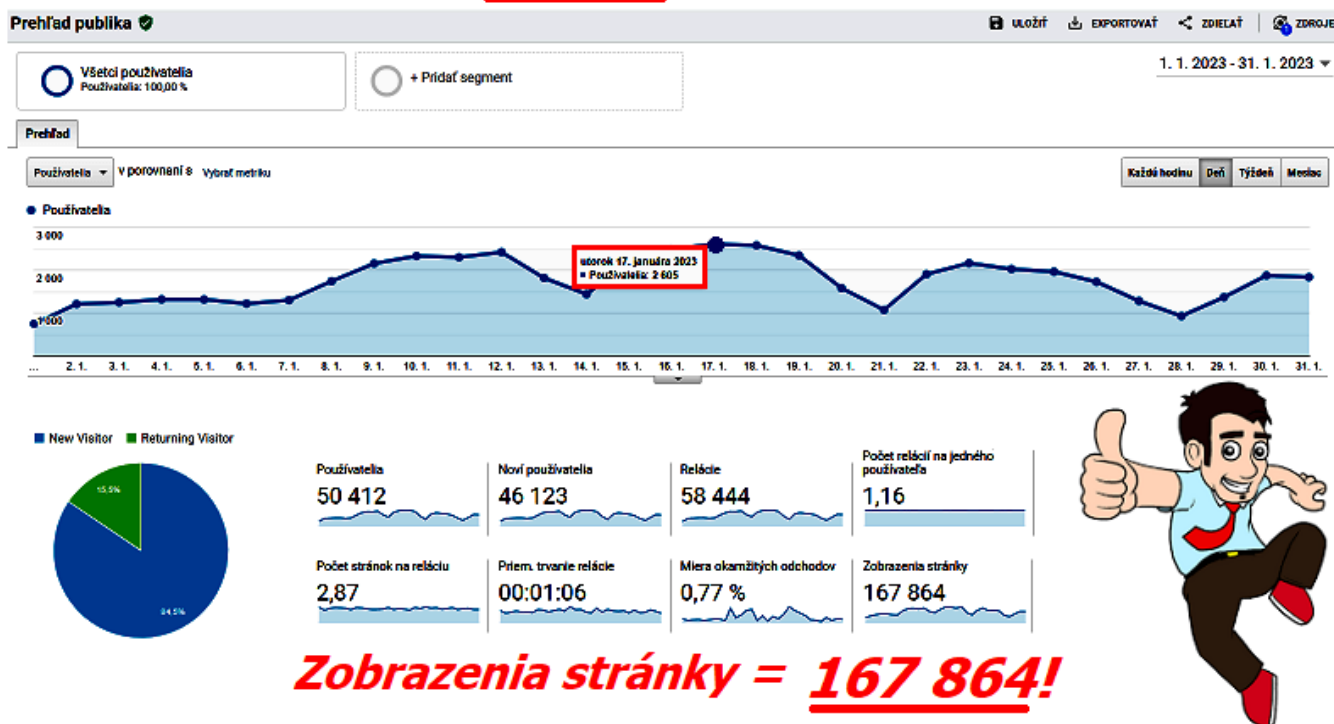 Prehľad publika
ULOŽIŤ EXPORTOVAŤ ZDIEĽAŤ ZDROJE
Všetci používatelia
Používatelia: 100,00 %
+ Pridať segment
1. 1. 2023 - 31. 1. 2023
Prehľad
Používatelia v porovnaní s Vybrať metriku
Každú hodinu Deň Týždeň Mesiac
Používatelia
3 000
2 000
1 000
utorok 17. januára 2023
Používatelia: 2 605
... 2. 1. 3. 1. 4. 1. 5. 1. 6. 1. 7. 1. 8. 1. 9. 1. 10. 1. 11. 1. 12. 1. 13. 1. 14. 1. 15. 1. 16. 1. 17. 1. 18. 1. 19. 1. 20. 1. 21. 1. 22. 1. 23. 1. 24. 1. 25. 1. 26. 1. 27. 1. 28. 1. 29. 1. 30. 1. 31. 1.
New Visitor Returning Visitor
15,5%
84,5%
Používatelia
50 412
Noví používatelia
46 123
Relácie
58 444
Počet relácií na jedného
používateľa
1,16
Počet stránok na reláciu
2,87
Priem. trvanie relácie
00:01:06
Miera okamžitých odchodov
0,77 %
Zobrazenia stránky
167 864
Zobrazenia stránky = 167 864!